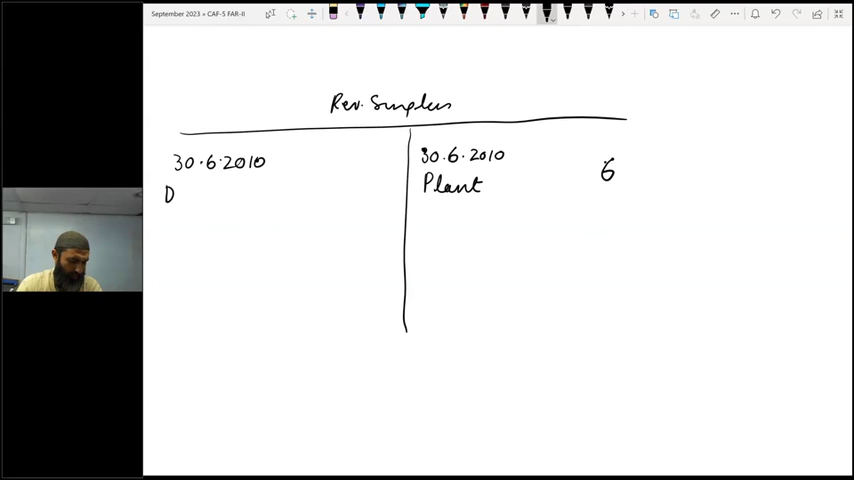 September 2023 » CAF-5 FAR-II
Rev. Surplus
30.6.2010
D
30.6.2010
Plant 6